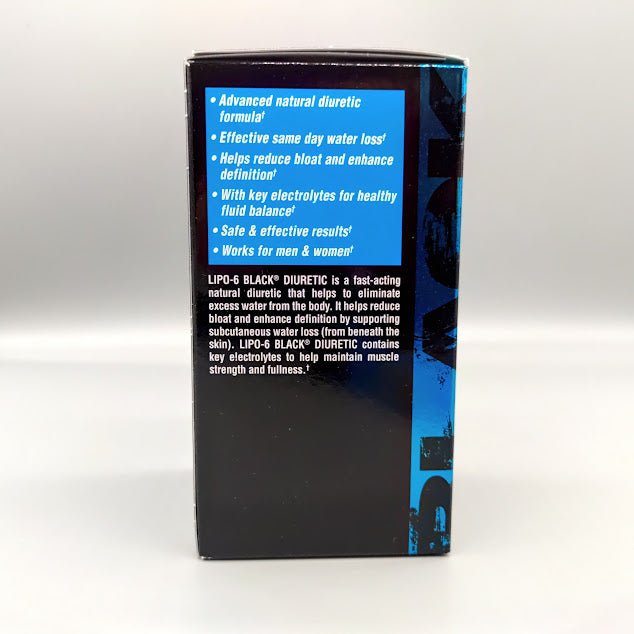 • Advanced natural diuretic
formula†
• Effective same day water loss†
• Helps reduce bloat and enhance
definition†
• With key electrolytes for healthy
fluid balance†
• Safe & effective results†
• Works for men & women†
LIPO-6 BLACK® DIURETIC is a fast-acting
natural diuretic that helps to eliminate
excess water from the body. It helps reduce
bloat and enhance definition by supporting
subcutaneous water loss (from beneath the
skin). LIPO-6 BLACK® DIURETIC contains
key electrolytes to help maintain muscle
strength and fullness.†
BLACK